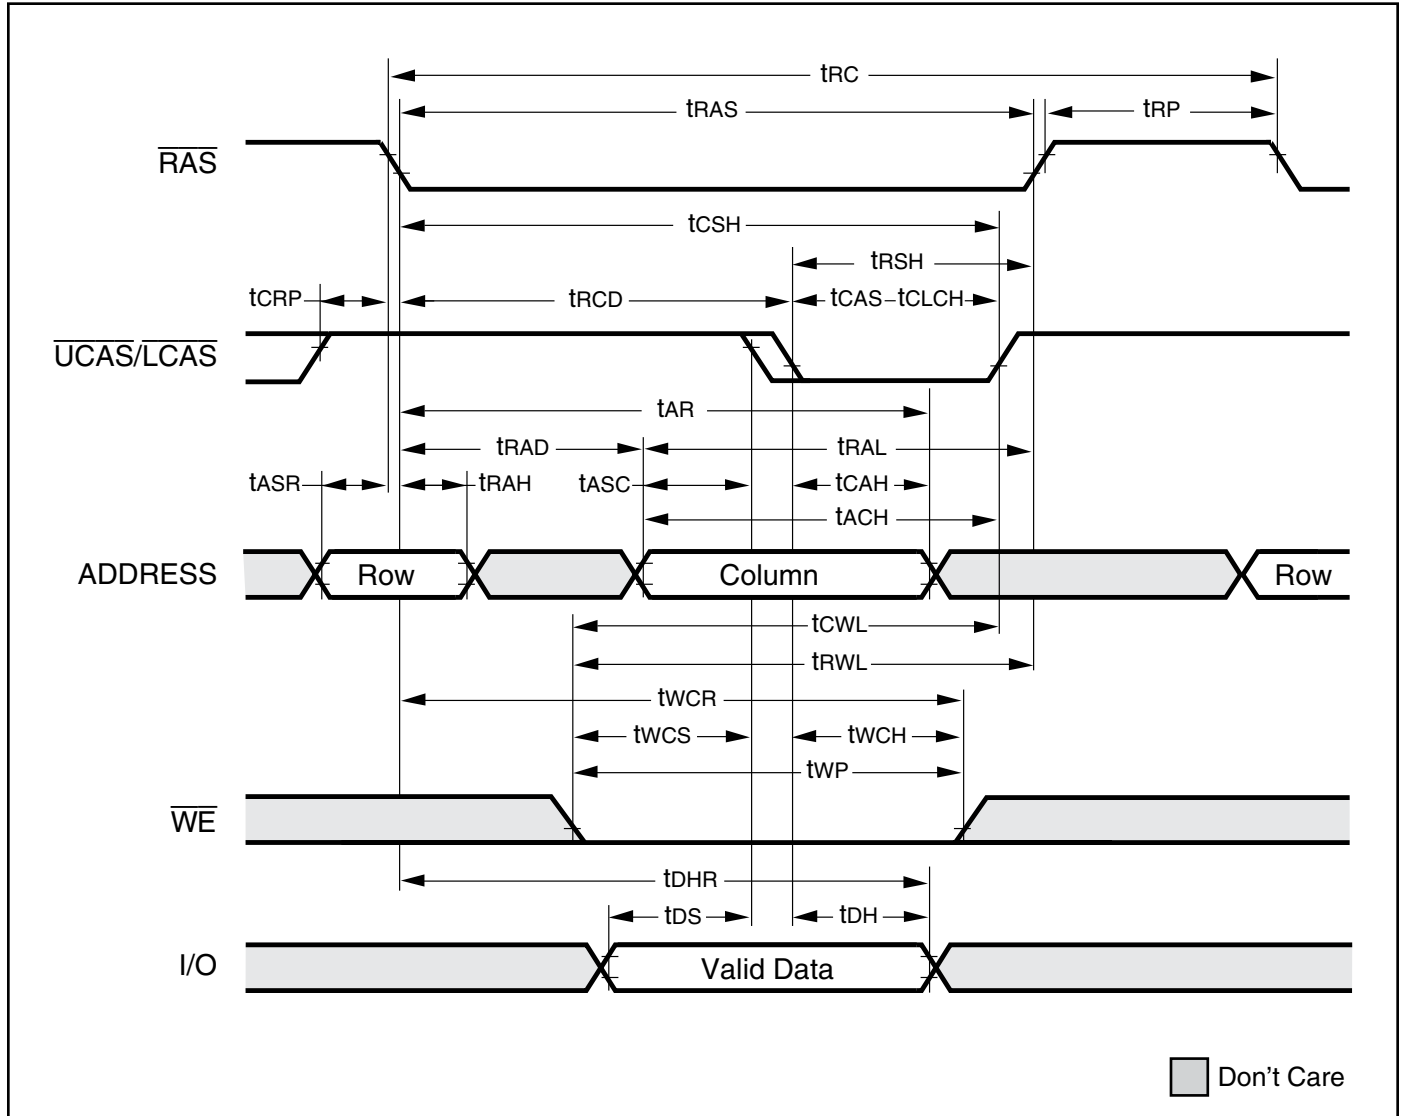 tRC
tRAS tRP
RAS
tCSH
tRSH
tCRP tRCD tCAS tCLCH
UCAS/LCAS
tAR
tRAD tRAL
tASR tRAH tASC tCAH
tACH
ADDRESS Row Column Row
tCWL
tRWL
tWCR
tWCS tWCH
tWP
WE
tDHR
tDS tDH
I/O Valid Data
Don't Care